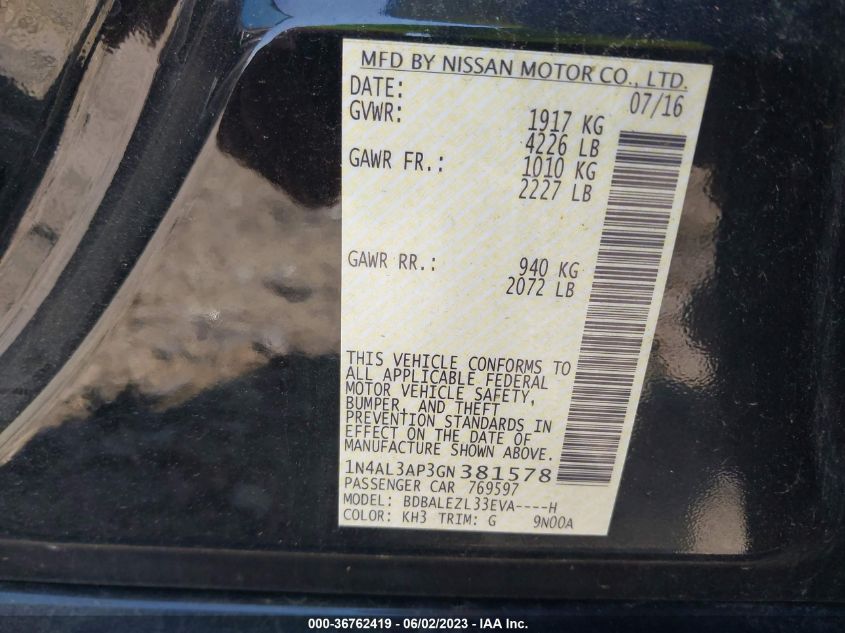 MFD BY NISSAN MOTOR CO., LTD.
DATE: 07/16
GVWR: 1917 KG
4226 LB
GAWR FR.: 1010 KG
2227 LB
GAWR RR.: 940 KG
2072 LB
THIS VEHICLE CONFORMS TO
ALL APPLICABLE FEDERAL
MOTOR VEHICLE SAFETY,
BUMPER, AND THEFT
PREVENTION STANDARDS IN
EFFECT ON THE DATE OF
MANUFACTURE SHOWN ABOVE.
1N4AL3AP3GN381578
PASSENGER CAR 769597
MODEL: BDBALEZL33EVA----H
COLOR: KH3 TRIM: G 9N00A
000-36762419 - 06/02/2023 - IAA Inc.